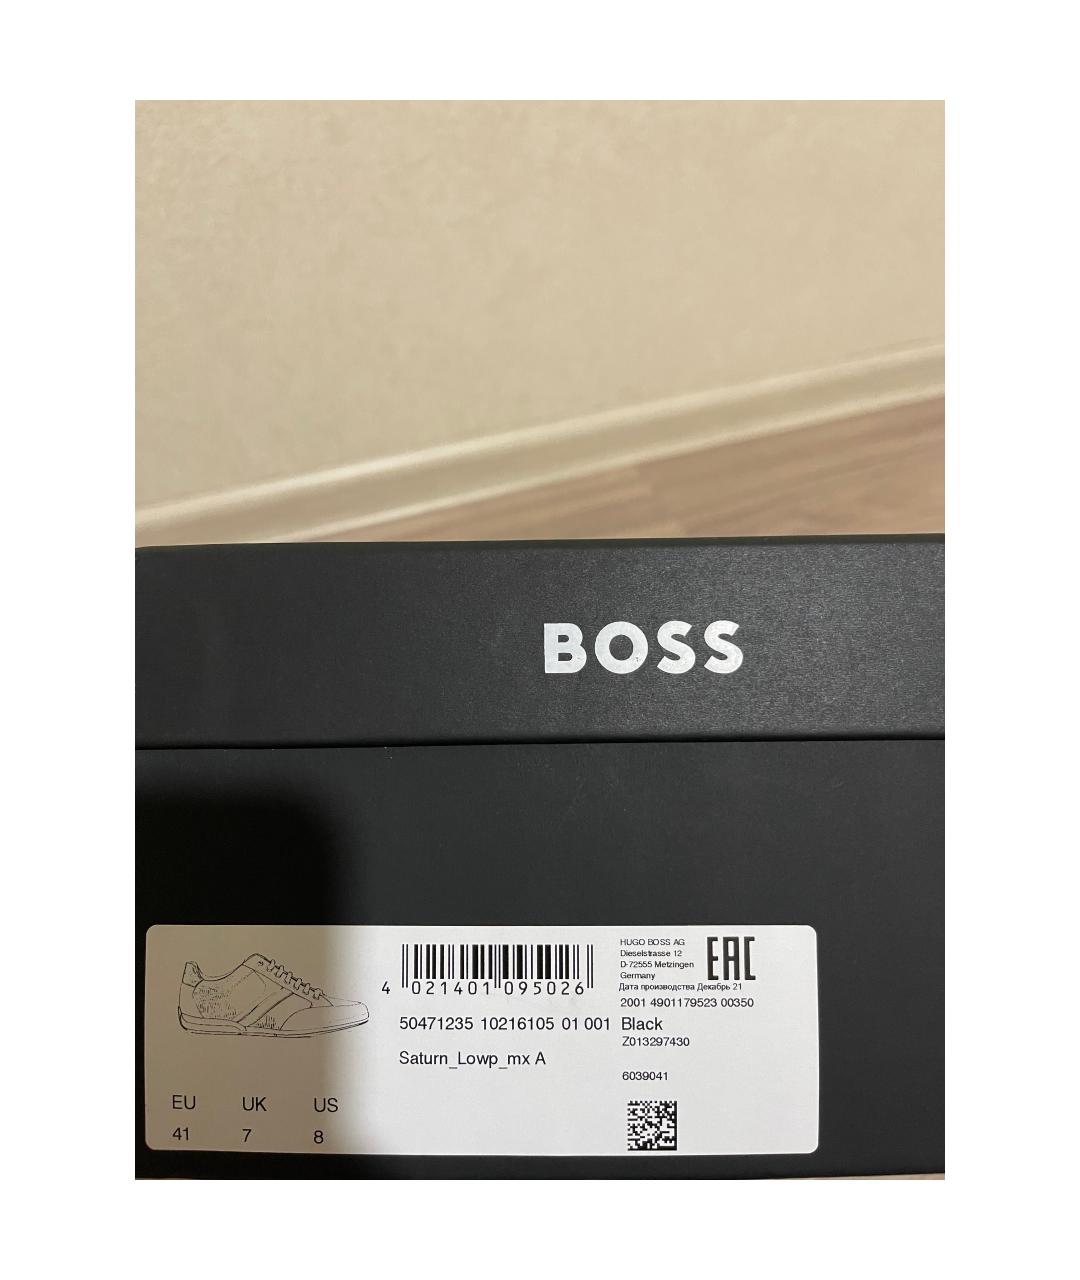 BOSS
4 021401 095026
HUGO BOSS AG
Dieselstrasse 12
D-72555 Metzingen
Germany
EAC
Дата производства Декабрь 21
2001 4901179523 00350
50471235 10216105 01 001 Black
Z013297430
Saturn_Lowp_mx A
6039041
EU UK US
41 7 8